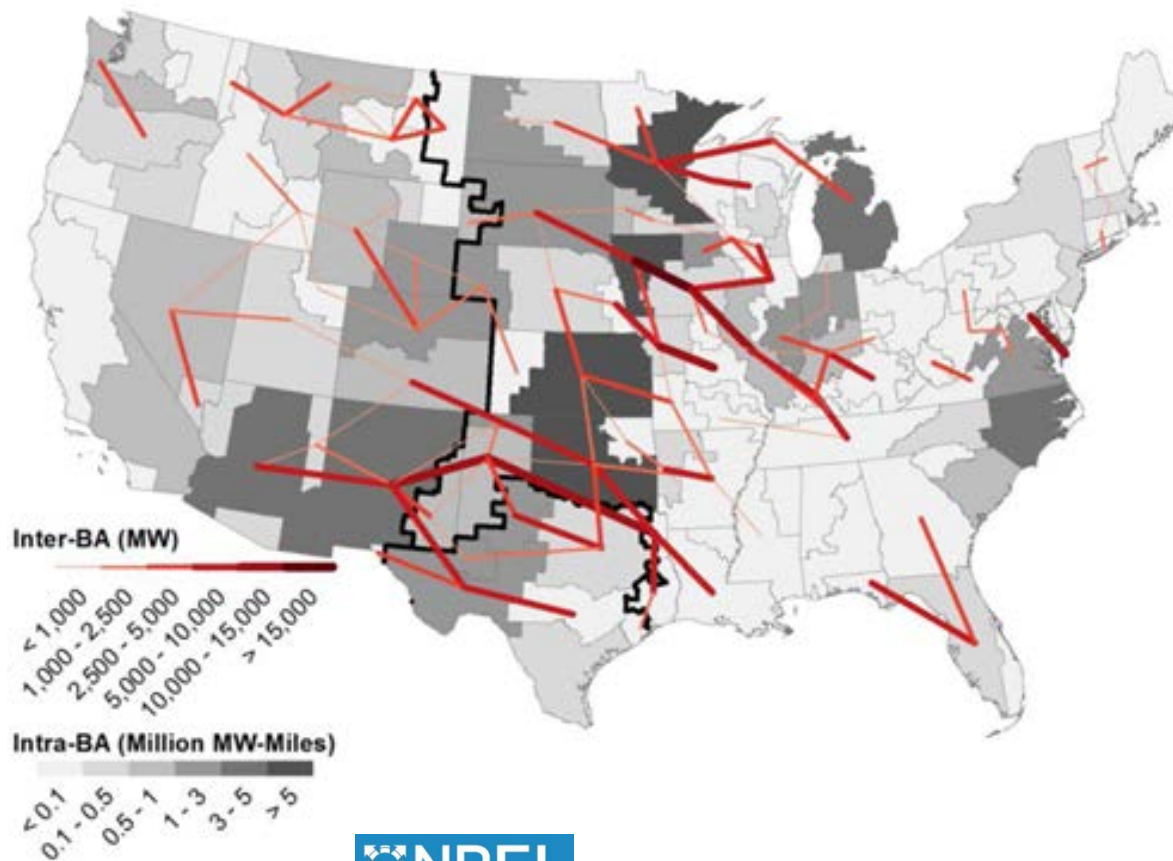 Inter-BA (MW)
< 1,000
1,000 - 2,500
2,500 - 5,000
5,000 - 10,000
10,000 - 15,000
> 15,000
Intra-BA (Million MW-Miles)
< 0.1
0.1 - 0.5
0.5 - 1
1 - 3
3 - 5
> 5
NREL